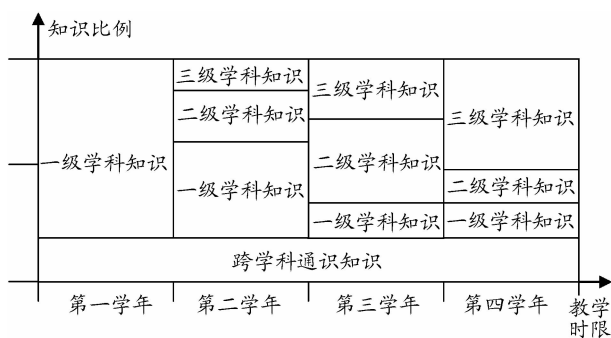 知识比例
三级学科知识
三级学科知识
二级学科知识
三级学科知识
一级学科知识
二级学科知识
一级学科知识
二级学科知识
一级学科知识
一级学科知识
跨学科通识知识
第一学年
第二学年
第三学年
第四学年
教学
时限